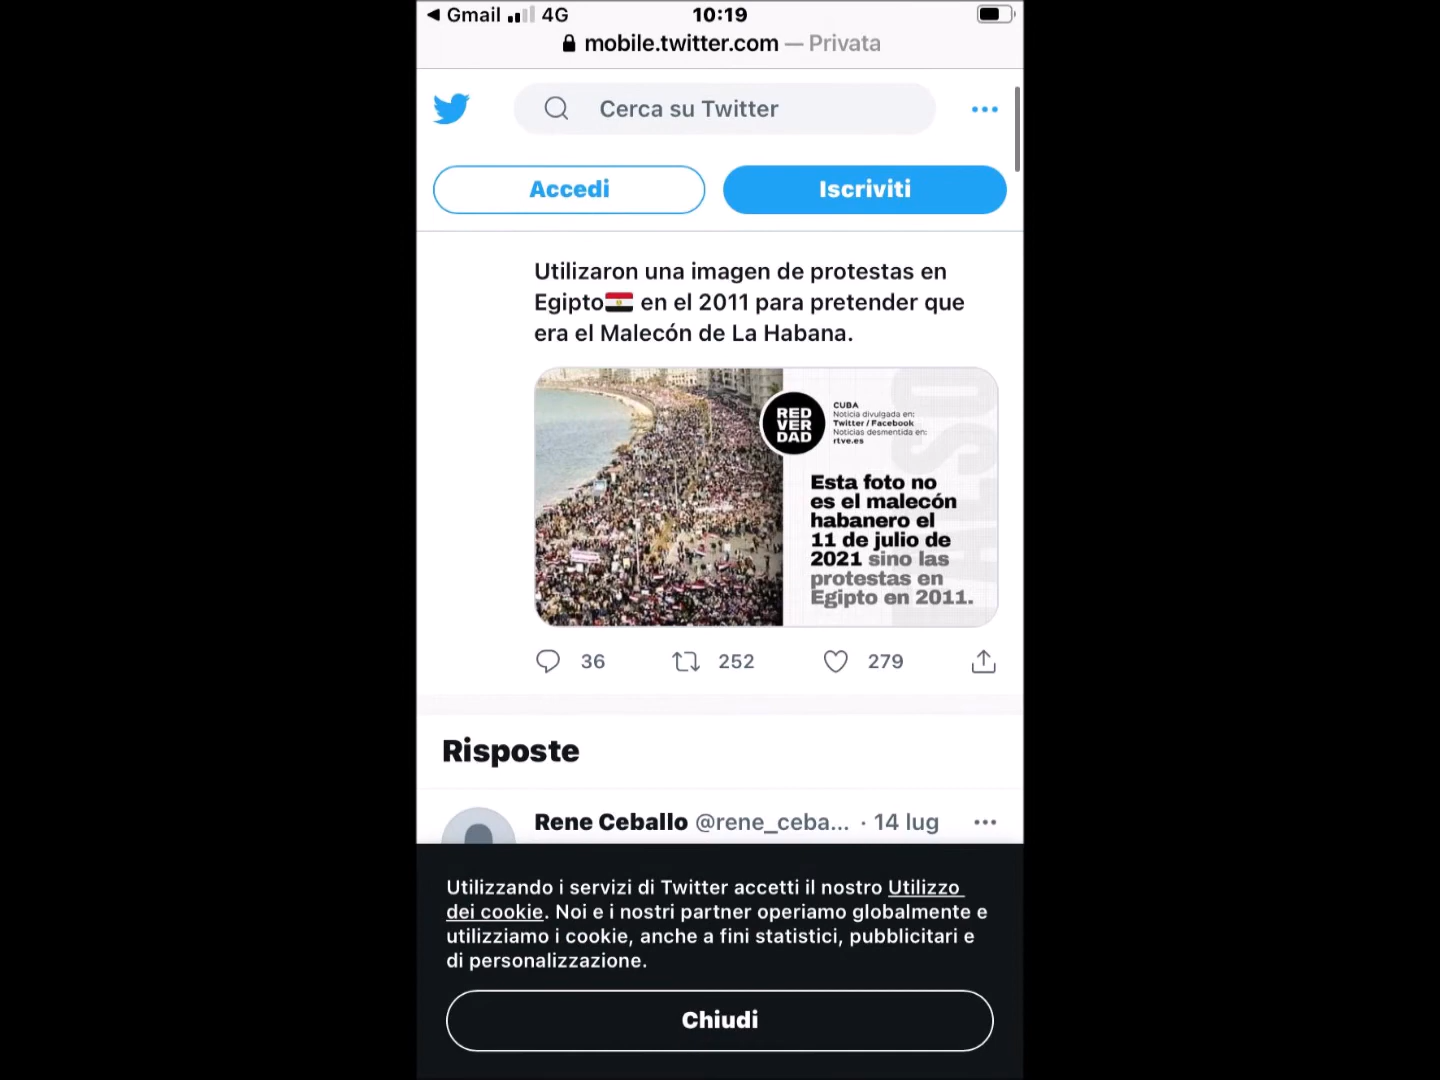 Gmail 4G 10:19
mobile.twitter.com — Privata
Cerca su Twitter
Accedi
Iscriviti
Utilizaron una imagen de protestas en
Egipto🇪🇬 en el 2011 para pretender que
era el Malecón de La Habana.
RED
VER
DAD
CUBA
Noticia divulgada en:
Twitter / Facebook
Noticias desmentida en:
rtve.es
FALSO
Esta foto no
es el malecón
habanero el
11 de julio de
2021 sino las
protestas en
Egipto en 2011.
36
252
279
Risposte
Rene Ceballo @rene_ceba... · 14 lug
Utilizzando i servizi di Twitter accetti il nostro Utilizzo
dei cookie. Noi e i nostri partner operiamo globalmente e
utilizziamo i cookie, anche a fini statistici, pubblicitari e
di personalizzazione.
Chiudi